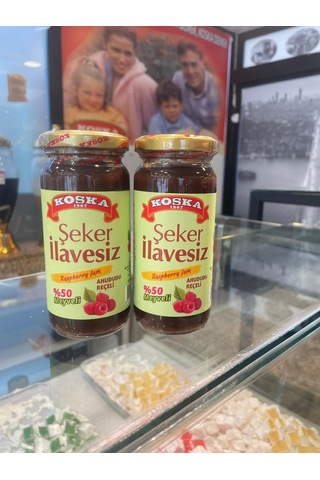 KOSKA
1907
Şeker
İlavesiz
Raspberry Jam
AHUDUDU
REÇELİ
%50
Meyveli
KOSKA
1907
Şeker
İlavesiz
Raspberry Jam
AHUDUDU
REÇELİ
%50
Meyveli